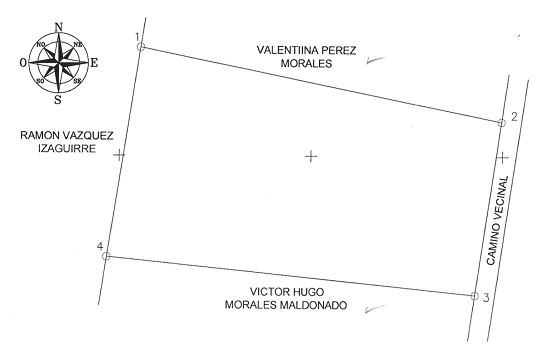 N
NO NE
O E
SO SE
S
1
VALENTIINA PEREZ
MORALES
2
RAMON VAZQUEZ
IZAGUIRRE
CAMINO VECINAL
4
3
VICTOR HUGO
MORALES MALDONADO